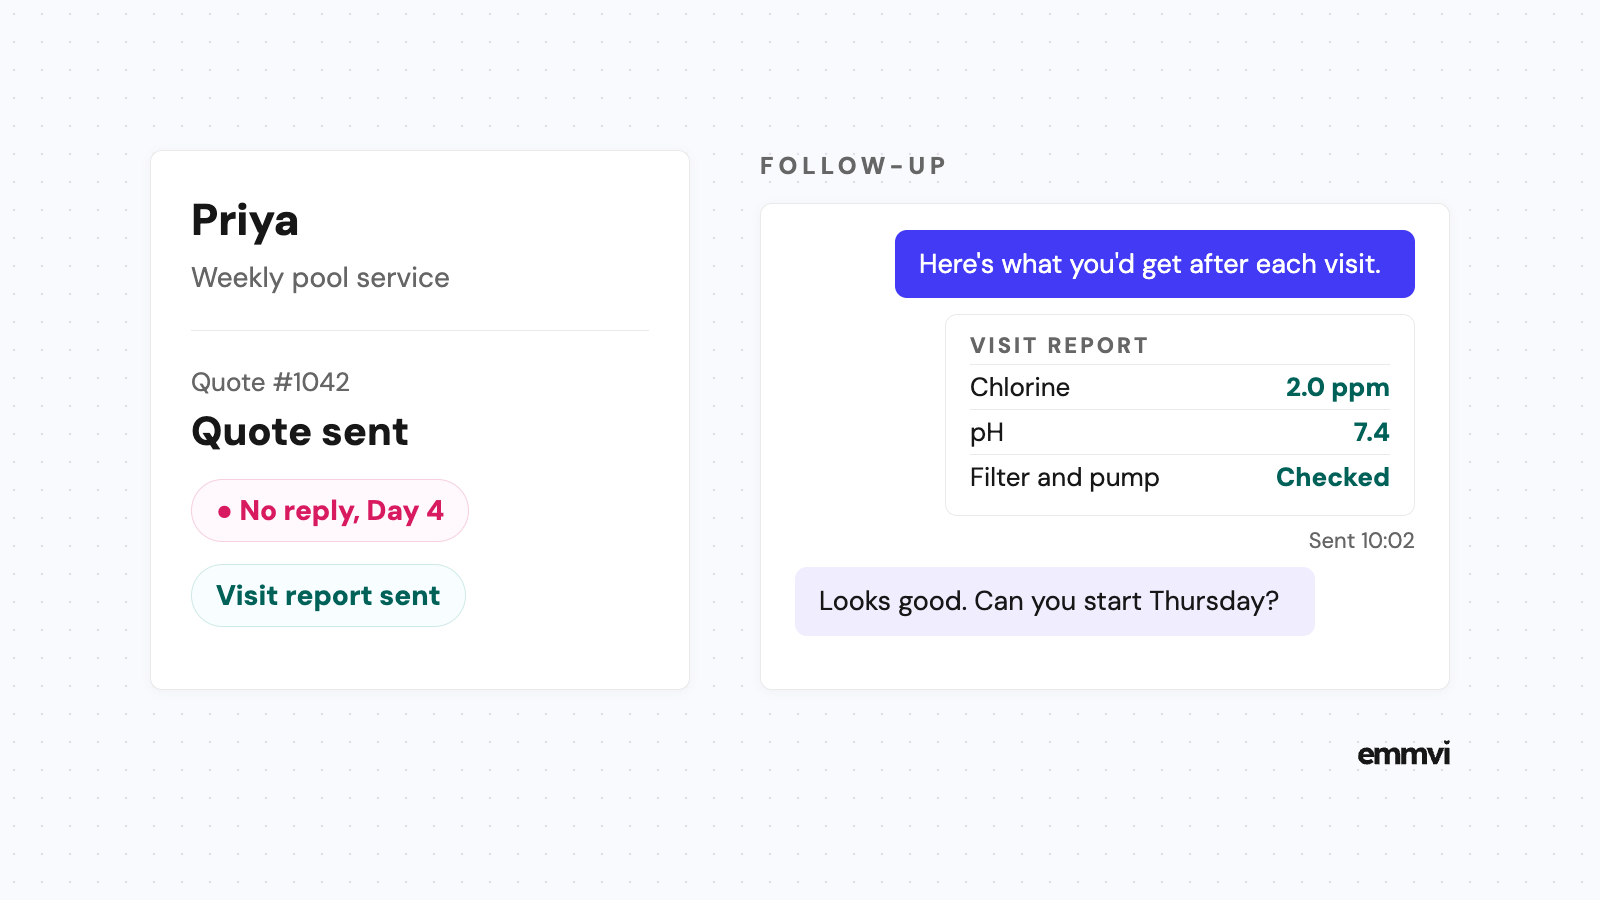 Priya
Weekly pool service
Quote #1042
Quote sent
No reply, Day 4
Visit report sent
FOLLOW-UP
Here's what you'd get after each visit.
VISIT REPORT
Chlorine 2.0 ppm
pH 7.4
Filter and pump Checked
Sent 10:02
Looks good. Can you start Thursday?
emmvi